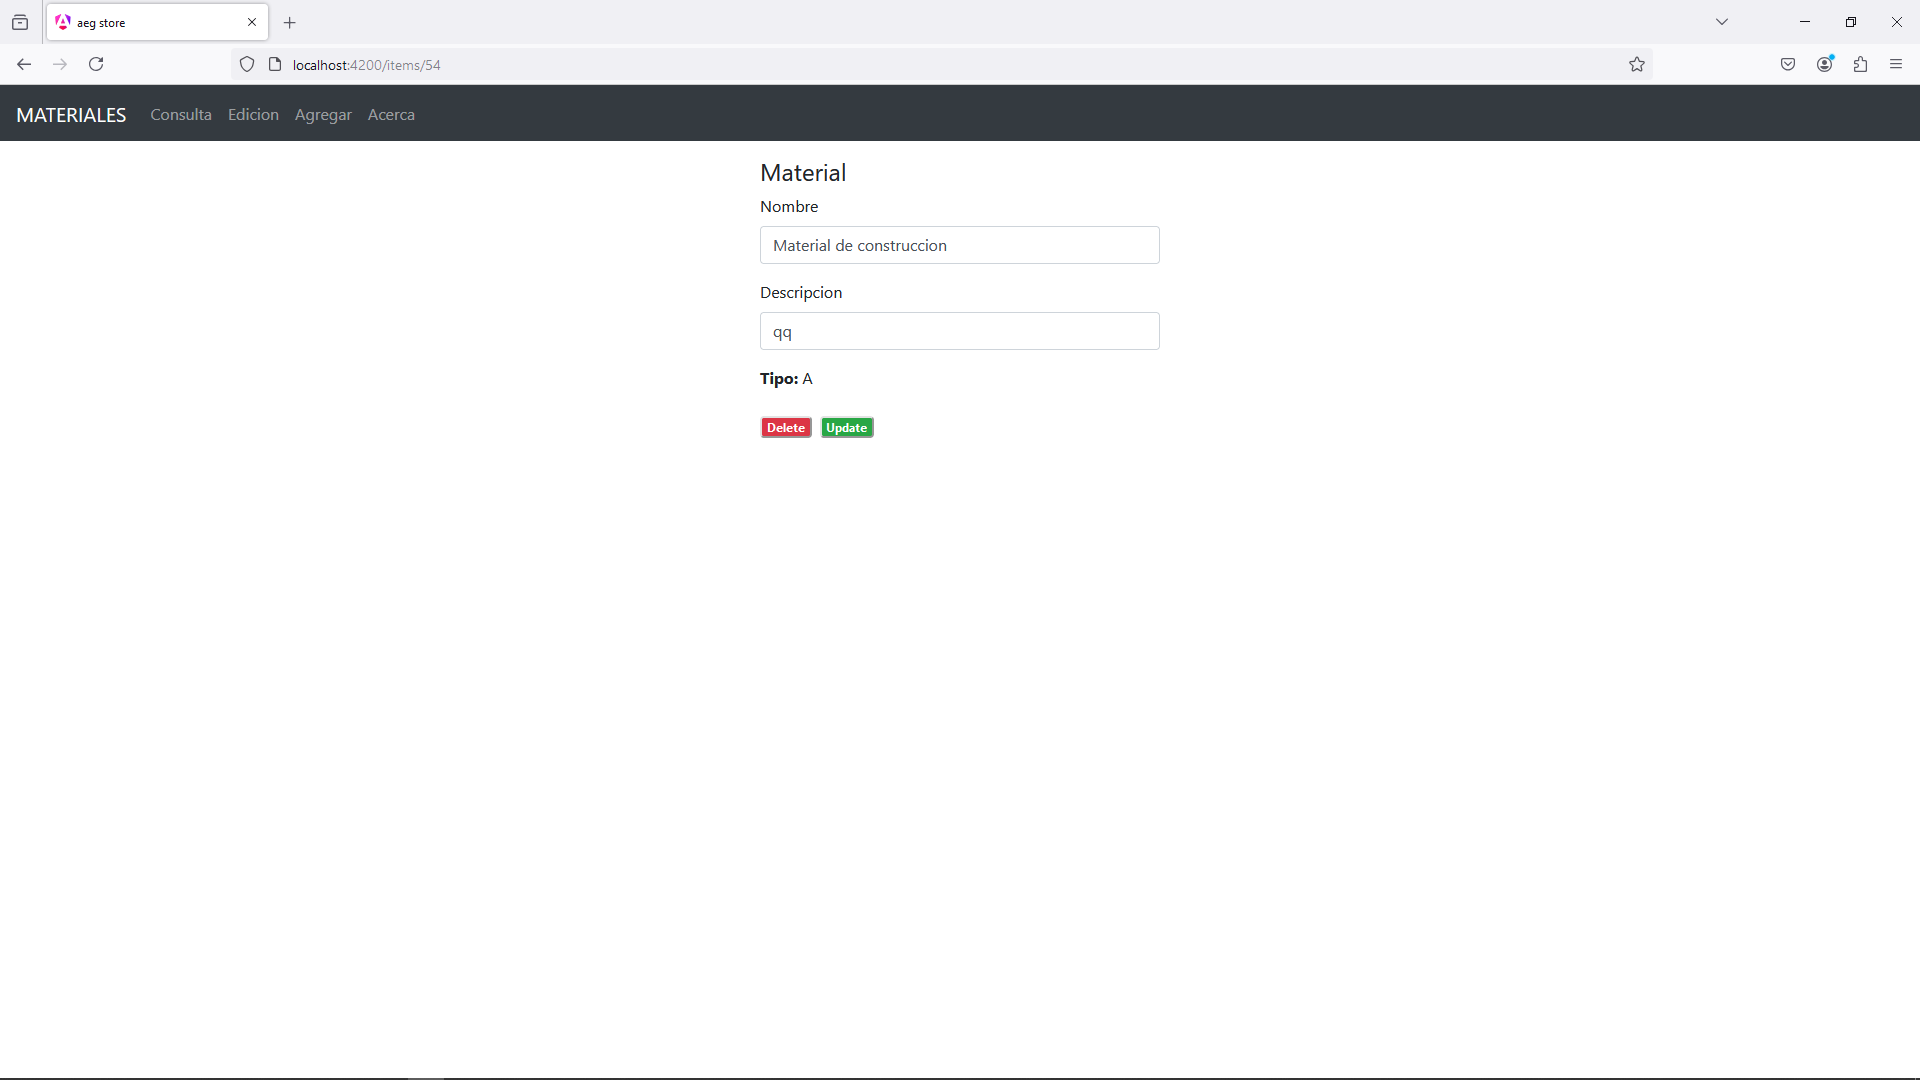 aeg store
localhost:4200/items/54
MATERIALES Consulta Edicion Agregar Acerca
Material
Nombre
Material de construccion
Descripcion
qq
Tipo: A
Delete Update